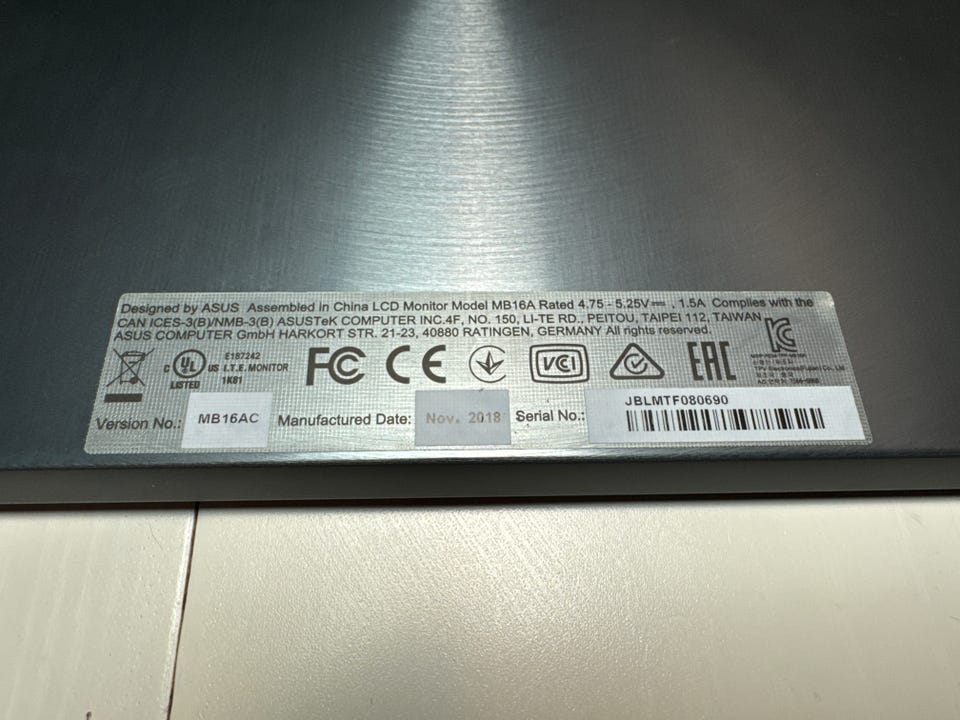 Designed by ASUS Assembled in China LCD Monitor Model MB16A Rated 4.75 - 5.25V⎓, 1.5A Complies with the
CAN ICES-3(B)/NMB-3(B) ASUSTeK COMPUTER INC.4F, NO. 150, LI-TE RD., PEITOU, TAIPEI 112, TAIWAN
ASUS COMPUTER GmbH HARKORT STR. 21-23, 40880 RATINGEN, GERMANY All rights reserved.
C UL US LISTED
E187242
I.T.E. MONITOR
1K81
FC CE VCCI EAC
Version No.: MB16AC Manufactured Date: Nov. 2018 Serial No.: JBLMTF080690